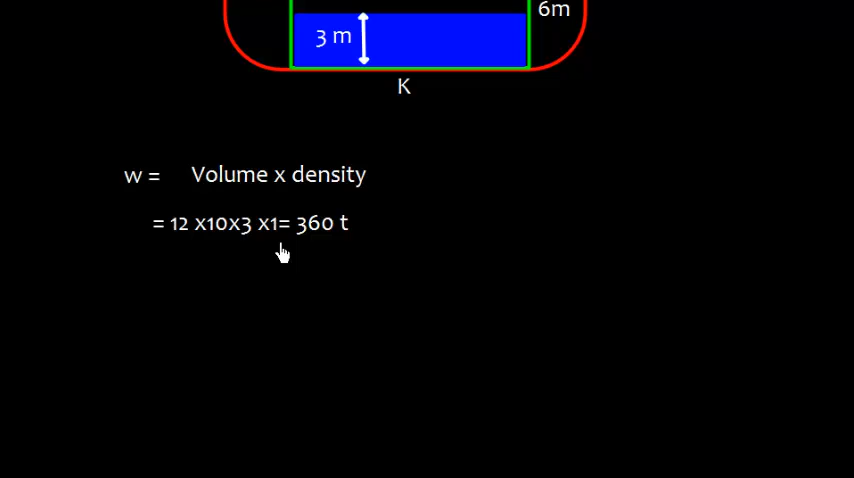 6m
3 m
K
w = Volume x density
= 12 x10x3 x1= 360 t